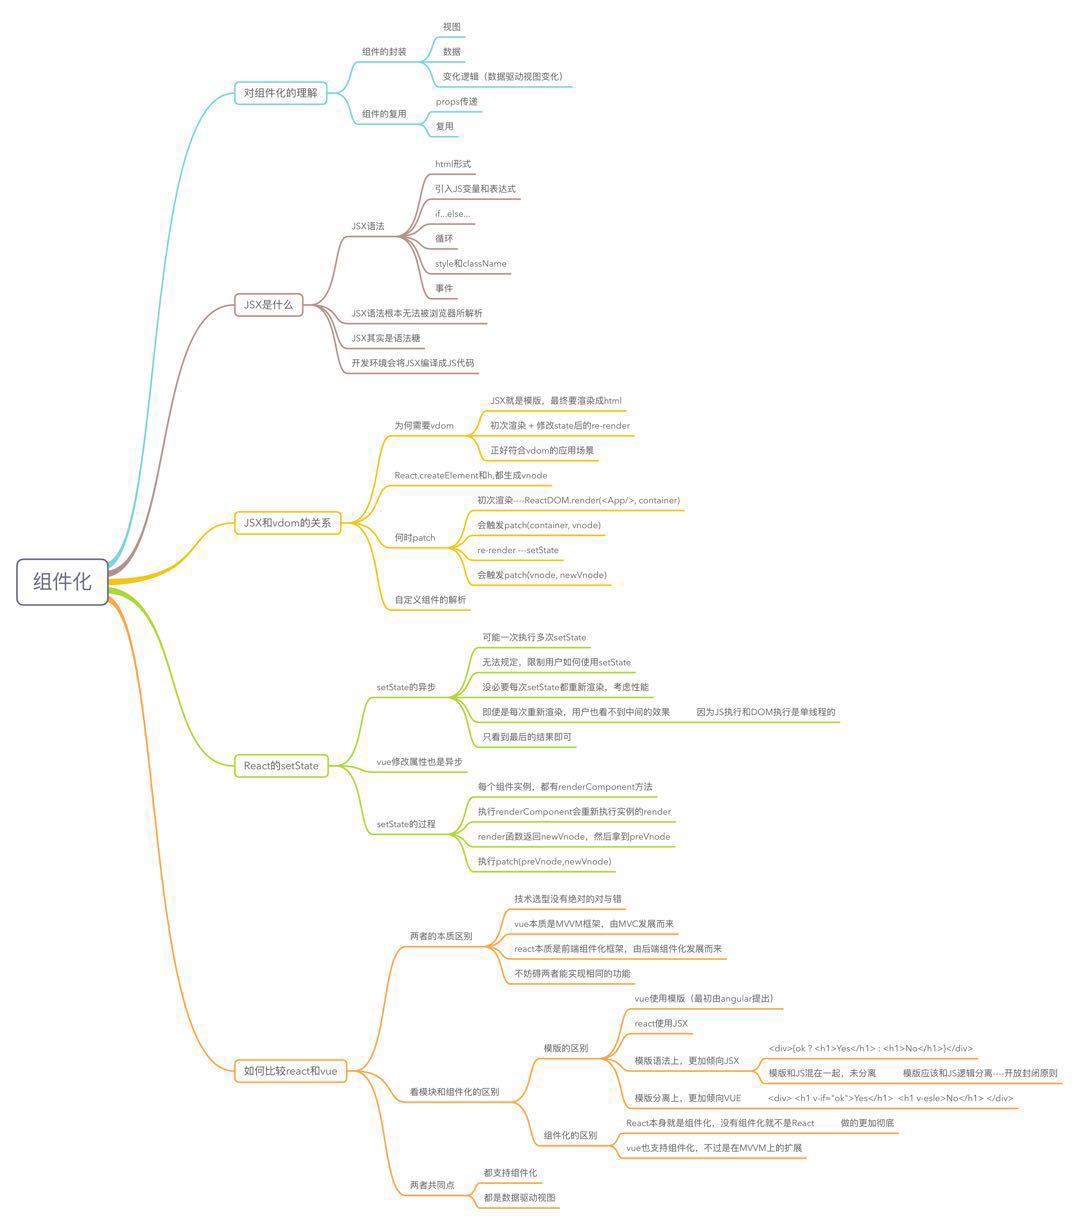 组件化
对组件化的理解
组件的封装
视图
数据
变化逻辑（数据驱动视图变化）
组件的复用
props传递
复用
JSX是什么
JSX语法
html形式
引入JS变量和表达式
if...else...
循环
style和className
事件
JSX语法根本无法被浏览器所解析
JSX其实是语法糖
开发环境会将JSX编译成JS代码
JSX和vdom的关系
为何需要vdom
JSX就是模版，最终要渲染成html
初次渲染 + 修改state后的re-render
正好符合vdom的应用场景
React.createElement和h,都生成vnode
何时patch
初次渲染----ReactDOM.render(<App/>, container)
会触发patch(container, vnode)
re-render ---setState
会触发patch(vnode, newVnode)
自定义组件的解析
React的setState
setState的异步
可能一次执行多次setState
无法规定，限制用户如何使用setState
没必要每次setState都重新渲染，考虑性能
即使是每次重新渲染，用户也看不到中间的效果
因为JS执行和DOM执行是单线程的
只看到最后的结果即可
vue修改属性也是异步
setState的过程
每个组件实例，都有renderComponent方法
执行renderComponent会重新执行实例的render
render函数返回newVnode，然后拿到preVnode
执行patch(preVnode,newVnode)
如何比较react和vue
两者的本质区别
技术选型没有绝对的对与错
vue本质是MVVM框架，由MVC发展而来
react本质是前端组件化框架，由后端组件化发展而来
不妨碍两者能实现相同的功能
看模块和组件化的区别
模版的区别
vue使用模版（最初由angular提出）
react使用JSX
模版语法上，更加倾向JSX
<div>{ok ? <h1>Yes</h1> : <h1>No</h1>}</div>
模版和JS混在一起，未分离
模版应该和JS逻辑分离----开放封闭原则
模版分离上，更加倾向VUE
<div> <h1 v-if="ok">Yes</h1> <h1 v-esle>No</h1> </div>
组件化的区别
React本身就是组件化，没有组件化就不是React
做的更加彻底
vue也支持组件化，不过是在MVVM上的扩展
两者共同点
都支持组件化
都是数据驱动视图